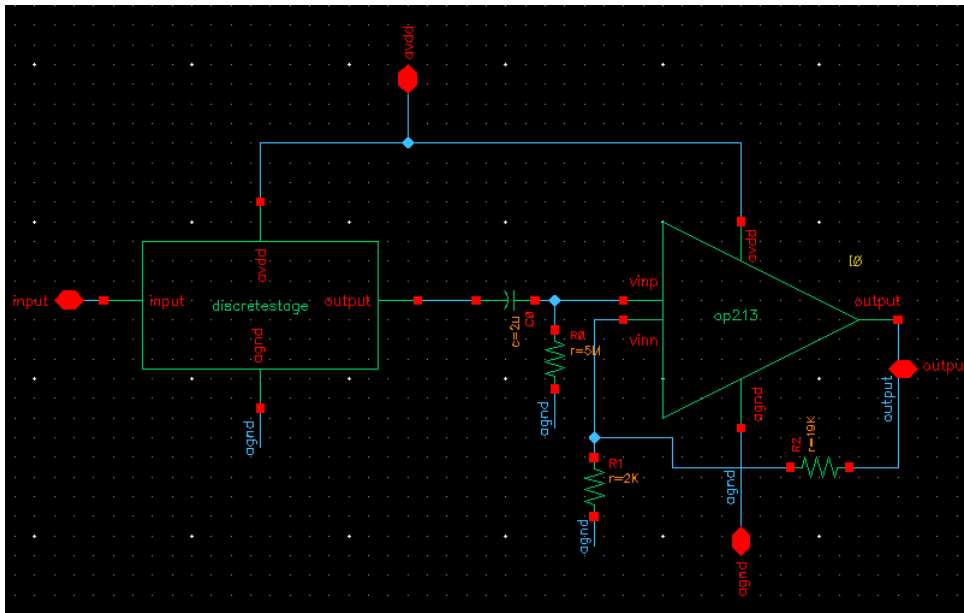 avdd
input
input
avdd
discretestage
output
agnd
agnd
c=2u
C0
R0
r=5M
agnd
vinp
vinn
avdd
I0
op213
output
agnd
output
output
R1
r=2K
agnd
R2
r=19K
agnd
agnd